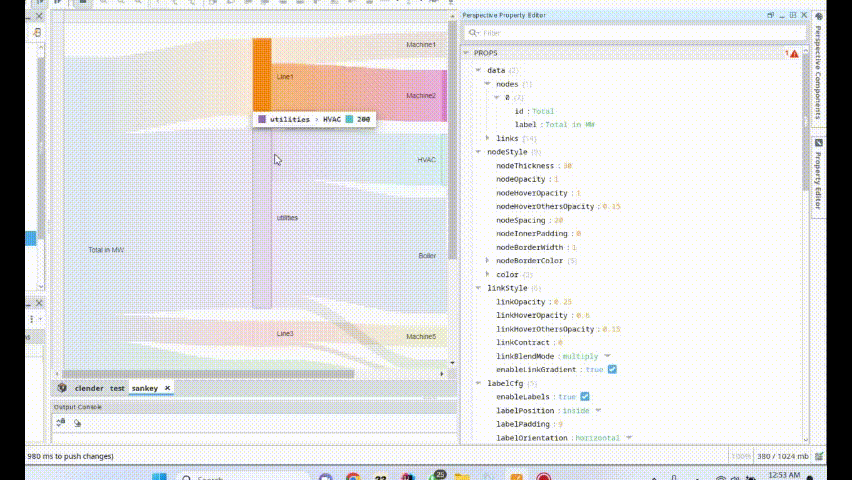 Perspective Property Editor
Filter
PROPS
1
data (2)
nodes (1)
0 (2)
id : Total
label : Total in MW
links
nodeStyle
nodeThickness : 30
nodeOpacity : 1
nodeHoverOpacity : 1
nodeHoverOthersOpacity : 0.15
nodeSpacing : 20
nodeInnerPadding : 0
nodeBorderWidth : 1
nodeBorderColor (3)
color
linkStyle (6)
linkOpacity : 0.25
linkHoverOpacity : 0.6
linkHoverOthersOpacity : 0.15
linkContract : 0
linkBlendMode : multiply
enableLinkGradient : true
labelCfg
enableLabels : true
labelPosition : inside
labelPadding : 9
labelOrientation : horizontal
Perspective Components
Property Editor
Machine1
Line1
Machine2
utilities > HVAC 200
HVAC
utilities
Total in MW
Boiler
Line3
Machine5
clender test sankey
Output Console
980 ms to push changes)
100% 380 / 1024 mb
Search
25
12:53 AM